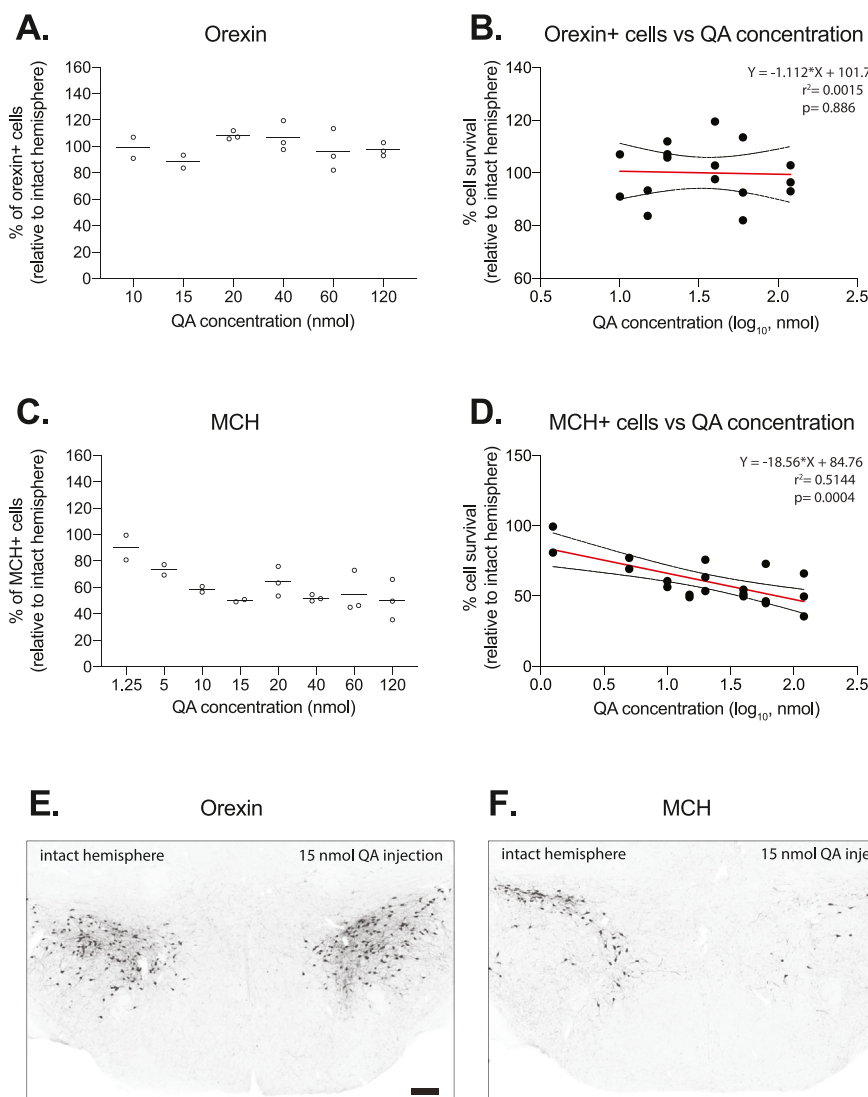 A.
Orexin
% of orexin+ cells
(relative to intact hemisphere)
160
140
120
100
80
60
40
20
0
10 15 20 40 60 120
QA concentration (nmol)
B.
Orexin+ cells vs QA concentration
Y = -1.112*X + 101.7
r²= 0.0015
p= 0.886
% cell survival
(relative to intact hemisphere)
140
120
100
80
60
0.5 1.0 1.5 2.0 2.5
QA concentration (log₁₀, nmol)
C.
MCH
% of MCH+ cells
(relative to intact hemisphere)
160
140
120
100
80
60
40
20
0
1.25 5 10 15 20 40 60 120
QA concentration (nmol)
D.
MCH+ cells vs QA concentration
Y = -18.56*X + 84.76
r²= 0.5144
p= 0.0004
% cell survival
(relative to intact hemisphere)
150
100
50
0
0.0 0.5 1.0 1.5 2.0 2.5
QA concentration (log₁₀, nmol)
E.
Orexin
intact hemisphere 15 nmol QA injection
F.
MCH
intact hemisphere 15 nmol QA inje